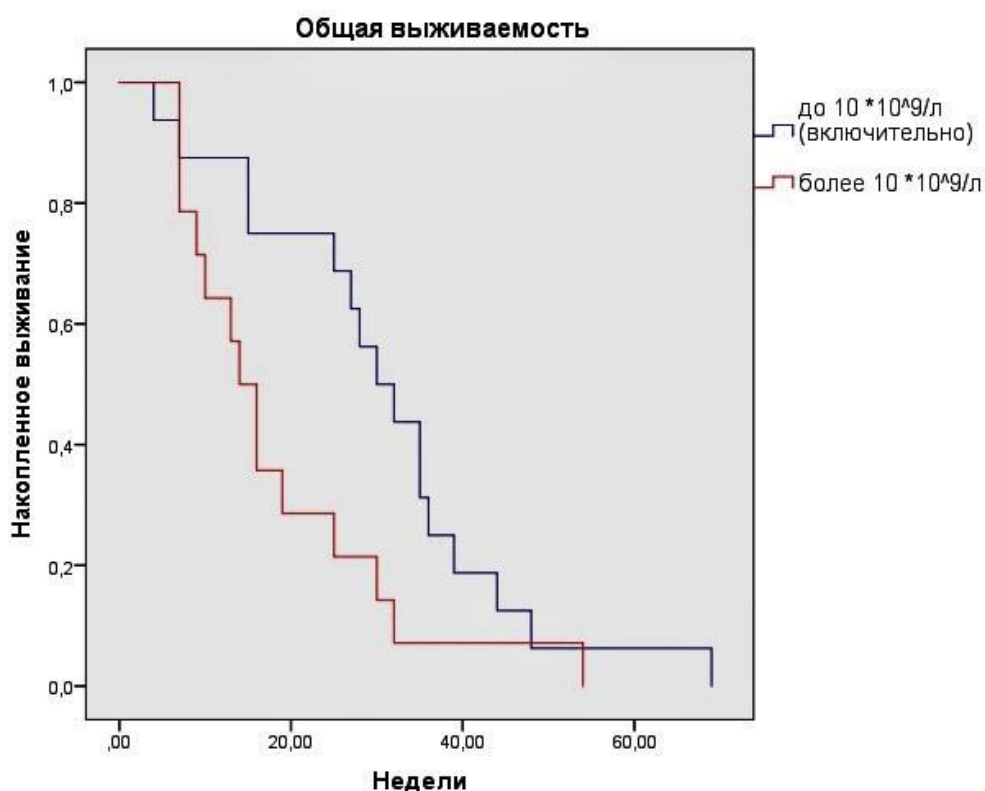 Общая выживаемость
Накопленное выживание
1,0
0,8
0,6
0,4
0,2
0,0
,00
20,00
40,00
60,00
Недели
до 10 *10^9/л
(включительно)
более 10 *10^9/л